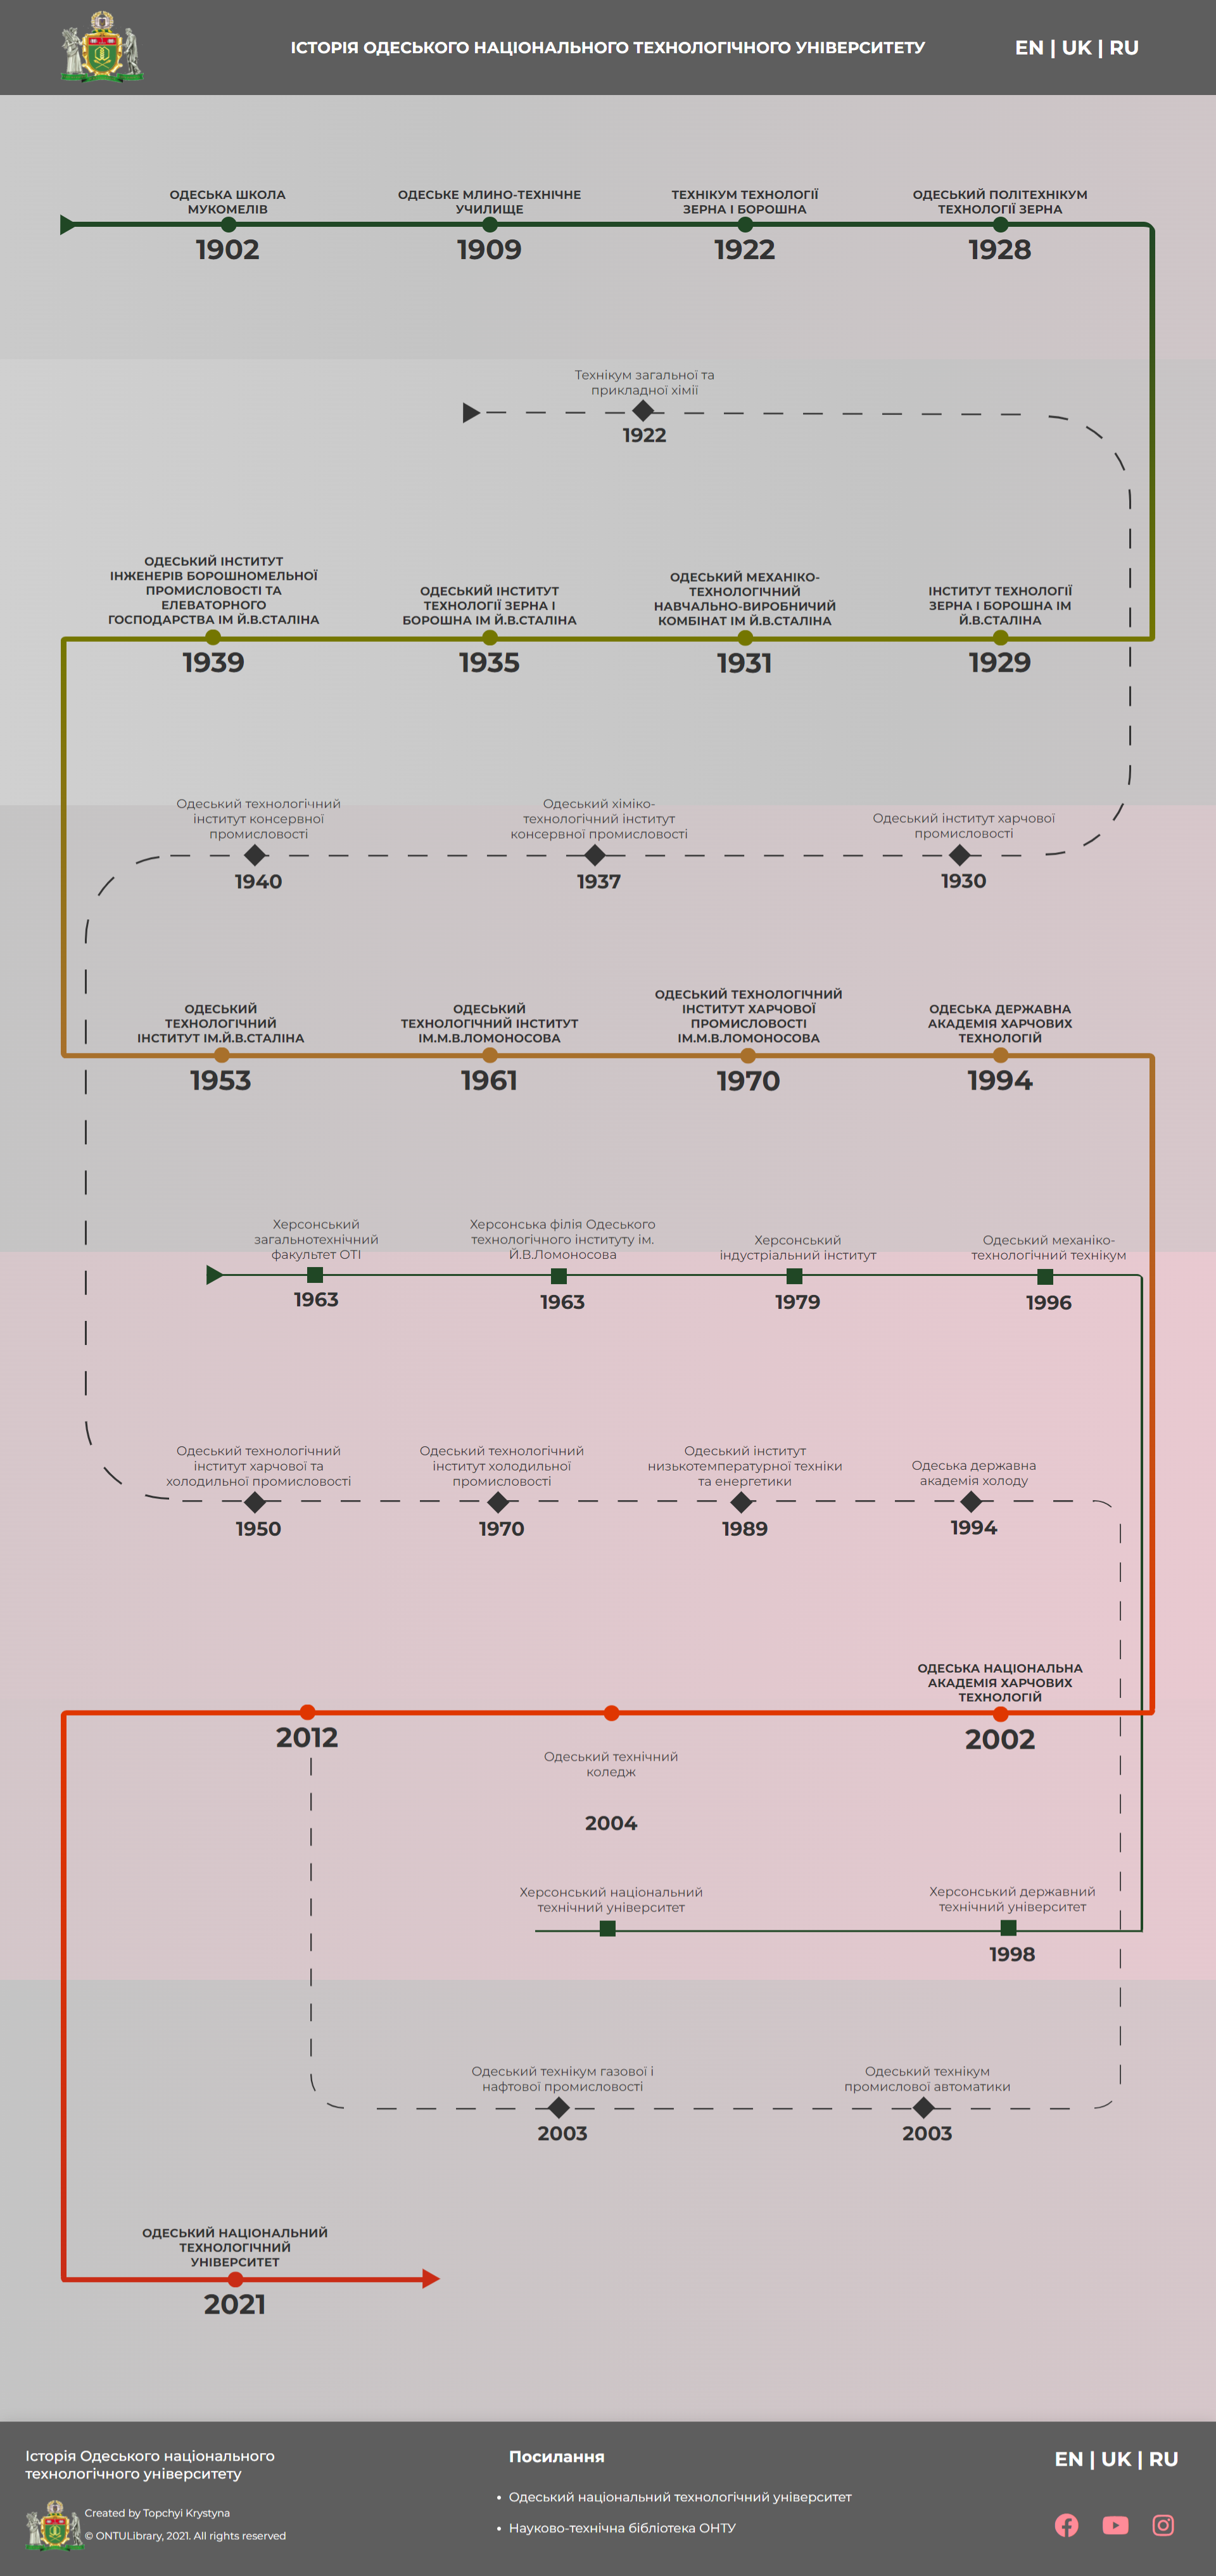 ІСТОРІЯ ОДЕСЬКОГО НАЦІОНАЛЬНОГО ТЕХНОЛОГІЧНОГО УНІВЕРСИТЕТУ
EN | UK | RU
ОДЕСЬКА ШКОЛА
МУКОМЕЛІВ
1902
ОДЕСЬКЕ МЛИНО-ТЕХНІЧНЕ
УЧИЛИЩЕ
1909
ТЕХНІКУМ ТЕХНОЛОГІЇ
ЗЕРНА І БОРОШНА
1922
ОДЕСЬКИЙ ПОЛІТЕХНІКУМ
ТЕХНОЛОГІЇ ЗЕРНА
1928
Технікум загальної та
прикладної хімії
1922
ОДЕСЬКИЙ ІНСТИТУТ
ІНЖЕНЕРІВ БОРОШНОМЕЛЬНОЇ
ПРОМИСЛОВОСТІ ТА
ЕЛЕВАТОРНОГО
ГОСПОДАРСТВА ІМ Й.В.СТАЛІНА
1939
ОДЕСЬКИЙ ІНСТИТУТ
ТЕХНОЛОГІЇ ЗЕРНА І
БОРОШНА ІМ Й.В.СТАЛІНА
1935
ОДЕСЬКИЙ МЕХАНІКО-
ТЕХНОЛОГІЧНИЙ
НАВЧАЛЬНО-ВИРОБНИЧИЙ
КОМБІНАТ ІМ Й.В.СТАЛІНА
1931
ІНСТИТУТ ТЕХНОЛОГІЇ
ЗЕРНА І БОРОШНА ІМ
Й.В.СТАЛІНА
1929
Одеський технологічний
інститут консервної
промисловості
1940
Одеський хіміко-
технологічний інститут
консервної промисловості
1937
Одеський інститут харчової
промисловості
1930
ОДЕСЬКИЙ
ТЕХНОЛОГІЧНИЙ
ІНСТИТУТ ІМ.Й.В.СТАЛІНА
1953
ОДЕСЬКИЙ
ТЕХНОЛОГІЧНИЙ ІНСТИТУТ
ІМ.М.В.ЛОМОНОСОВА
1961
ОДЕСЬКИЙ ТЕХНОЛОГІЧНИЙ
ІНСТИТУТ ХАРЧОВОЇ
ПРОМИСЛОВОСТІ
ІМ.М.В.ЛОМОНОСОВА
1970
ОДЕСЬКА ДЕРЖАВНА
АКАДЕМІЯ ХАРЧОВИХ
ТЕХНОЛОГІЙ
1994
Херсонський
загальнотехнічний
факультет ОТІ
1963
Херсонська філія Одеського
технологічного інституту ім.
Й.В.Ломоносова
1963
Херсонський
індустріальний інститут
1979
Одеський механіко-
технологічний технікум
1996
Одеський технологічний
інститут харчової та
холодильної промисловості
1950
Одеський технологічний
інститут холодильної
промисловості
1970
Одеський інститут
низькотемпературної техніки
та енергетики
1989
Одеська державна
академія холоду
1994
ОДЕСЬКА НАЦІОНАЛЬНА
АКАДЕМІЯ ХАРЧОВИХ
ТЕХНОЛОГІЙ
2002
2012
Одеський технічний
коледж
2004
Херсонський національний
технічний університет
Херсонський державний
технічний університет
1998
Одеський технікум газової і
нафтової промисловості
2003
Одеський технікум
промислової автоматики
2003
ОДЕСЬКИЙ НАЦІОНАЛЬНИЙ
ТЕХНОЛОГІЧНИЙ
УНІВЕРСИТЕТ
2021
Історія Одеського національного
технологічного університету
Created by Topchyi Krystyna
© ONTULibrary, 2021. All rights reserved
Посилання
• Одеський національний технологічний університет
• Науково-технічна бібліотека ОНТУ
EN | UK | RU